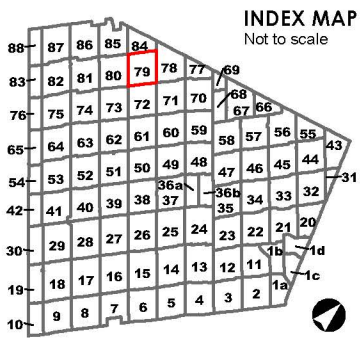 INDEX MAP
Not to scale
88 87 86 85 84
83 82 81 80 79 78 77 69
76 75 74 73 72 71 70 68 67 66
65 64 63 62 61 60 59 58 57 56 55 43
54 53 52 51 50 49 48 47 46 45 44 31
42 41 40 39 38 37 36a 36b 35 34 33 32
30 29 28 27 26 25 24 23 22 21 20
19 18 17 16 15 14 13 12 11 1b 1d
10 9 8 7 6 5 4 3 2 1a 1c